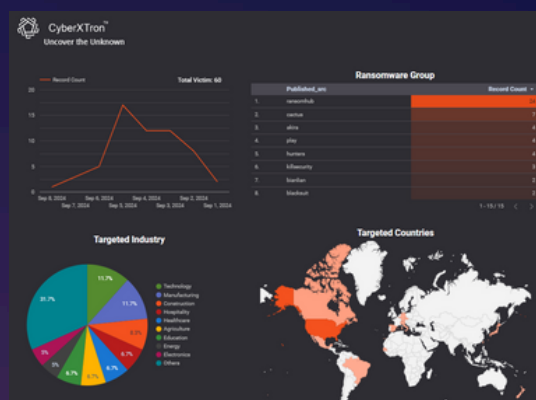 CyberXTron™
Uncover the Unknown
Record Count
Total Victim: 60
20
15
10
5
0
Sep 8, 2024
Sep 7, 2024
Sep 6, 2024
Sep 5, 2024
Sep 4, 2024
Sep 3, 2024
Sep 2, 2024
Sep 1, 2024
Ransomware Group
Published_src Record Count
1. ransomhub
2. cactus 7
3. akira
4. play
5. hunters
6. killsecurity
7. bianlian 2
8. blackout 2
1 - 15 / 15 < >
Targeted Industry
11.7%
11.7%
6.7%
6.7%
6.7%
6.7%
5%
5%
31.7%
Technology
Manufacturing
Construction
Hospitality
Healthcare
Agriculture
Education
Energy
Electronics
Others
Targeted Countries